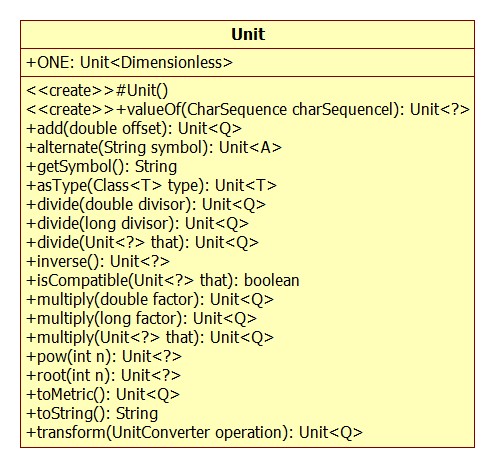 Unit
+ONE: Unit<Dimensionless>
<<create>>#Unit()
<<create>>+valueOf(CharSequence charSequencel): Unit<?>
+add(double offset): Unit<Q>
+alternate(String symbol): Unit<A>
+getSymbol(): String
+asType(Class<T> type): Unit<T>
+divide(double divisor): Unit<Q>
+divide(long divisor): Unit<Q>
+divide(Unit<?> that): Unit<Q>
+inverse(): Unit<?>
+isCompatible(Unit<?> that): boolean
+multiply(double factor): Unit<Q>
+multiply(long factor): Unit<Q>
+multiply(Unit<?> that): Unit<Q>
+pow(int n): Unit<?>
+root(int n): Unit<?>
+toMetric(): Unit<Q>
+toString(): String
+transform(UnitConverter operation): Unit<Q>